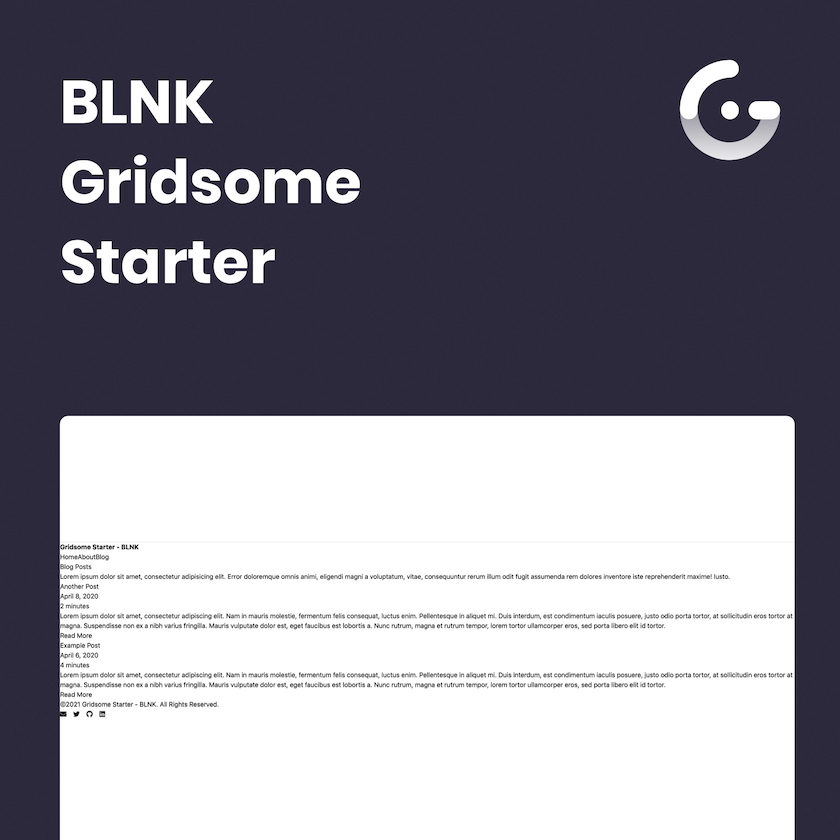 BLNK
Gridsome
Starter
Gridsome Starter - BLNK
HomeAboutBlog
Blog Posts
Lorem ipsum dolor sit amet, consectetur adipisicing elit. Error doloremque omnis animi, eligendi magni a voluptatum, vitae, consequuntur rerum illum odit fugit assumenda rem dolores inventore iste reprehenderit maxime! Iusto.
Another Post
April 8, 2020
2 minutes
Lorem ipsum dolor sit amet, consectetur adipiscing elit. Nam in mauris molestie, fermentum felis consequat, luctus enim. Pellentesque in aliquet mi. Duis interdum, est condimentum iaculis posuere, justo odio porta tortor, at sollicitudin eros tortor at
magna. Suspendisse non ex a nibh varius fringilla. Mauris vulputate dolor est, eget faucibus est lobortis a. Nunc rutrum, magna et rutrum tempor, lorem tortor ullamcorper eros, sed porta libero elit id tortor.
Read More
Example Post
April 6, 2020
4 minutes
Lorem ipsum dolor sit amet, consectetur adipiscing elit. Nam in mauris molestie, fermentum felis consequat, luctus enim. Pellentesque in aliquet mi. Duis interdum, est condimentum iaculis posuere, justo odio porta tortor, at sollicitudin eros tortor at
magna. Suspendisse non ex a nibh varius fringilla. Mauris vulputate dolor est, eget faucibus est lobortis a. Nunc rutrum, magna et rutrum tempor, lorem tortor ullamcorper eros, sed porta libero elit id tortor.
Read More
©2021 Gridsome Starter - BLNK. All Rights Reserved.